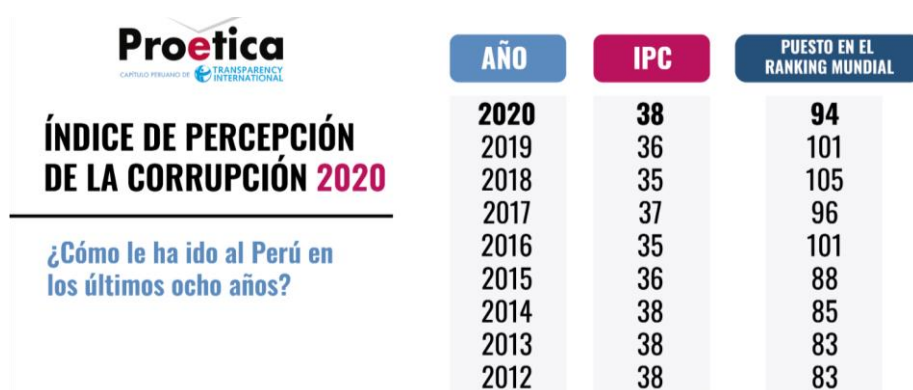 Proetica
CAPÍTULO PERUANO DE TRANSPARENCY INTERNATIONAL
ÍNDICE DE PERCEPCIÓN
DE LA CORRUPCIÓN 2020
¿Cómo le ha ido al Perú en
los últimos ocho años?
AÑO IPC PUESTO EN EL RANKING MUNDIAL
2020 38 94
2019 36 101
2018 35 105
2017 37 96
2016 35 101
2015 36 88
2014 38 85
2013 38 83
2012 38 83